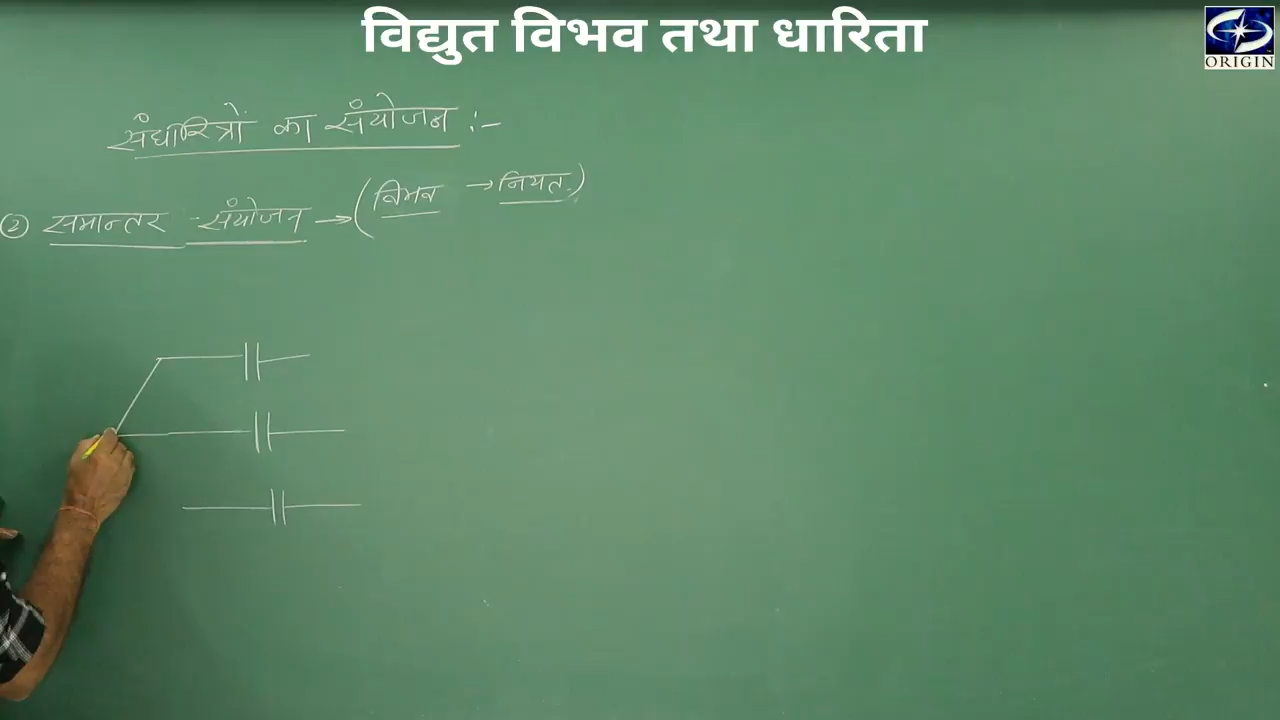 विद्युत विभव तथा धारिता
ORIGIN
संधारित्रों का संयोजन :-
② समान्तर संयोजन → (विभव → नियत.)